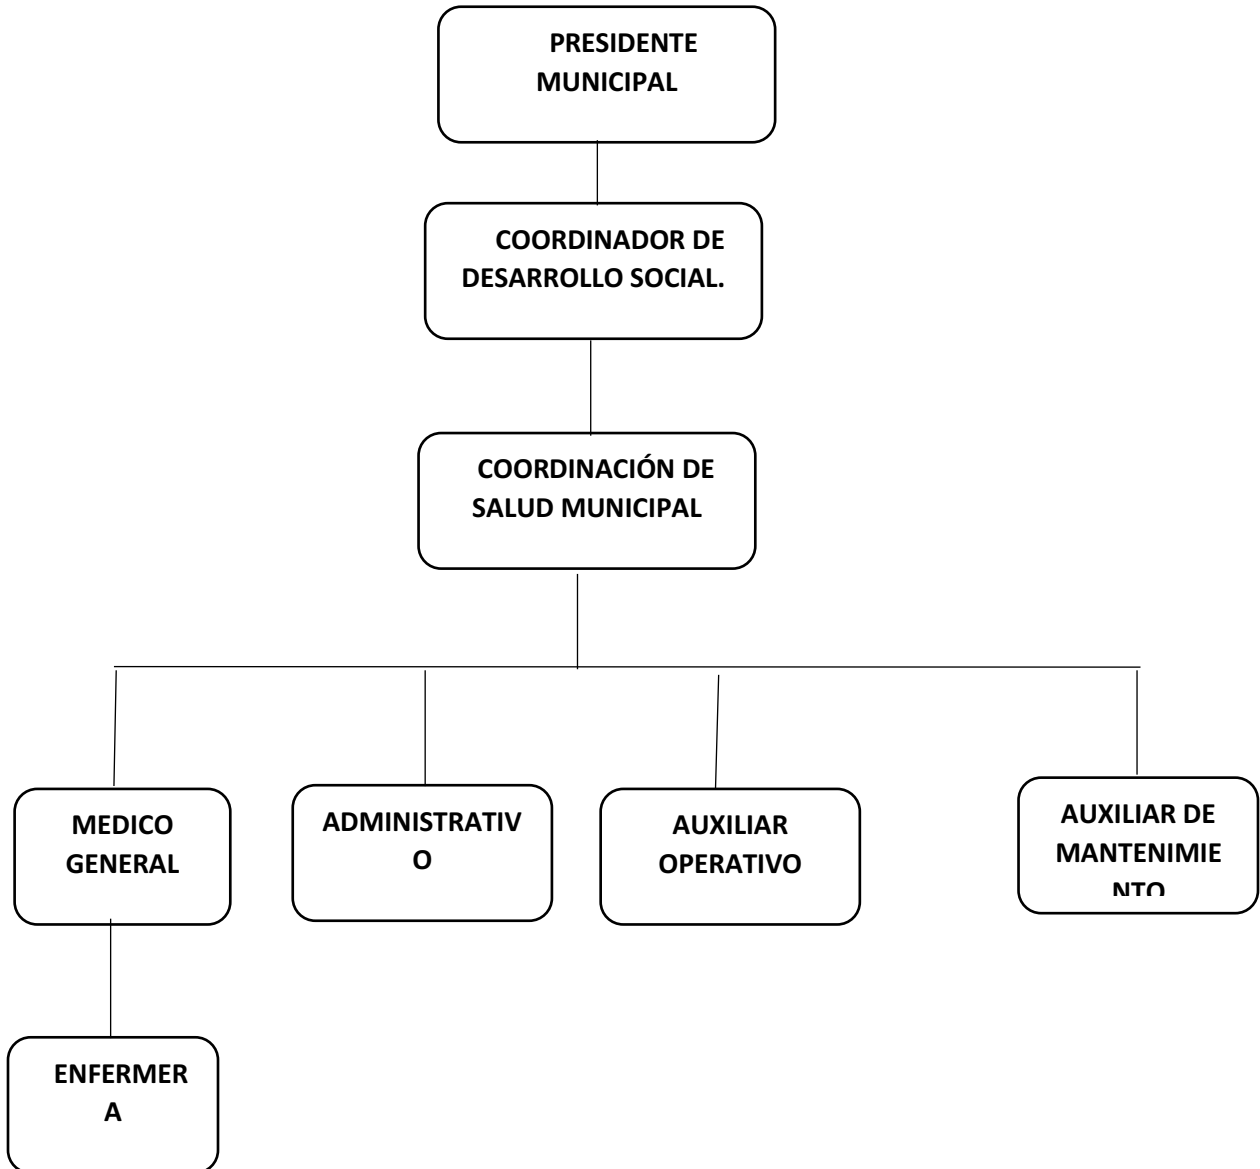 PRESIDENTE
MUNICIPAL
COORDINADOR DE
DESARROLLO SOCIAL.
COORDINACIÓN DE
SALUD MUNICIPAL
MEDICO
GENERAL
ADMINISTRATIV
O
AUXILIAR
OPERATIVO
AUXILIAR DE
MANTENIMIE
NTO
ENFERMER
A